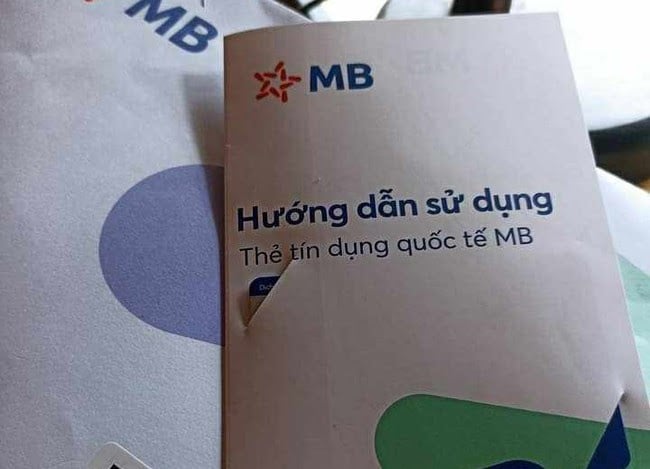 MB
MB
Hướng dẫn sử dụng
Thẻ tín dụng quốc tế MB